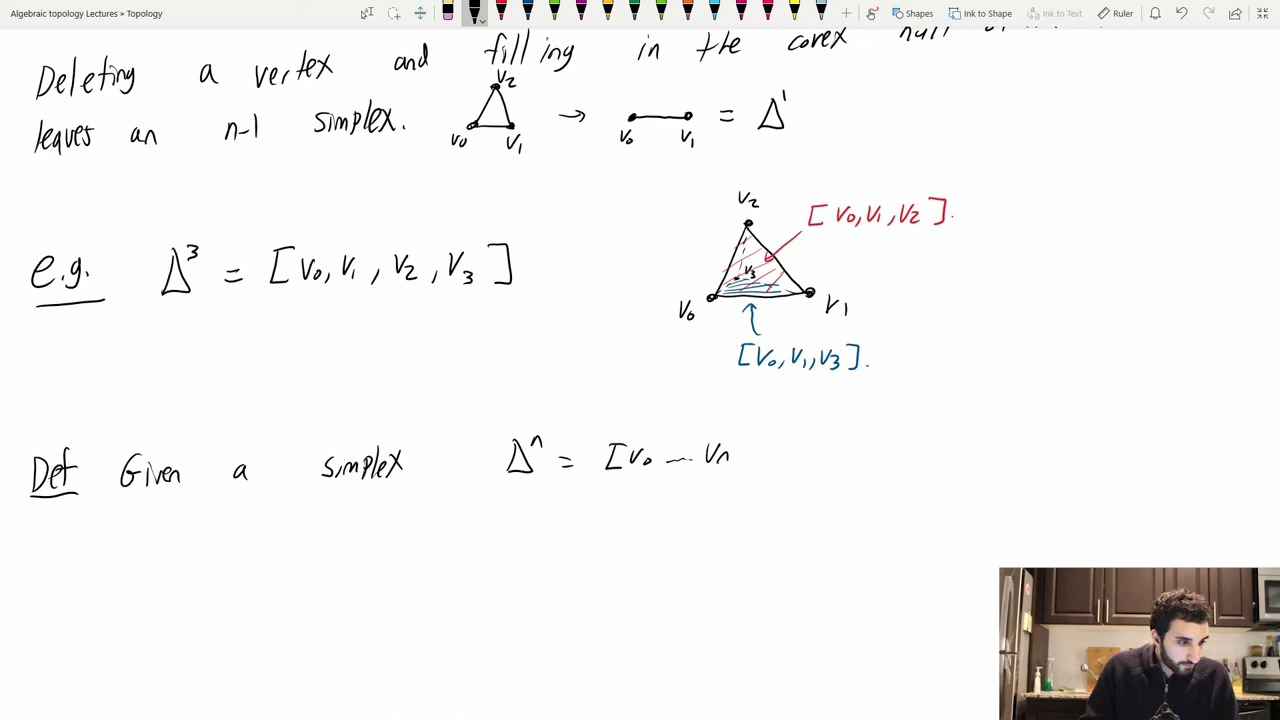 Algebraic topology Lectures » Topology
Shapes
Ink to Shape
Ink to Text
Ruler
Deleting a vertex and filling in the corex
leaves an n-1 simplex.
v2
v0
v1
→
v0
v1
= Δ¹
e.g. Δ³ = [v0, v1, v2, v3]
v2
[v0, v1, v2].
v3
v0
v1
[v0, v1, v3].
Def Given a simplex Δⁿ = [v0 ... vn